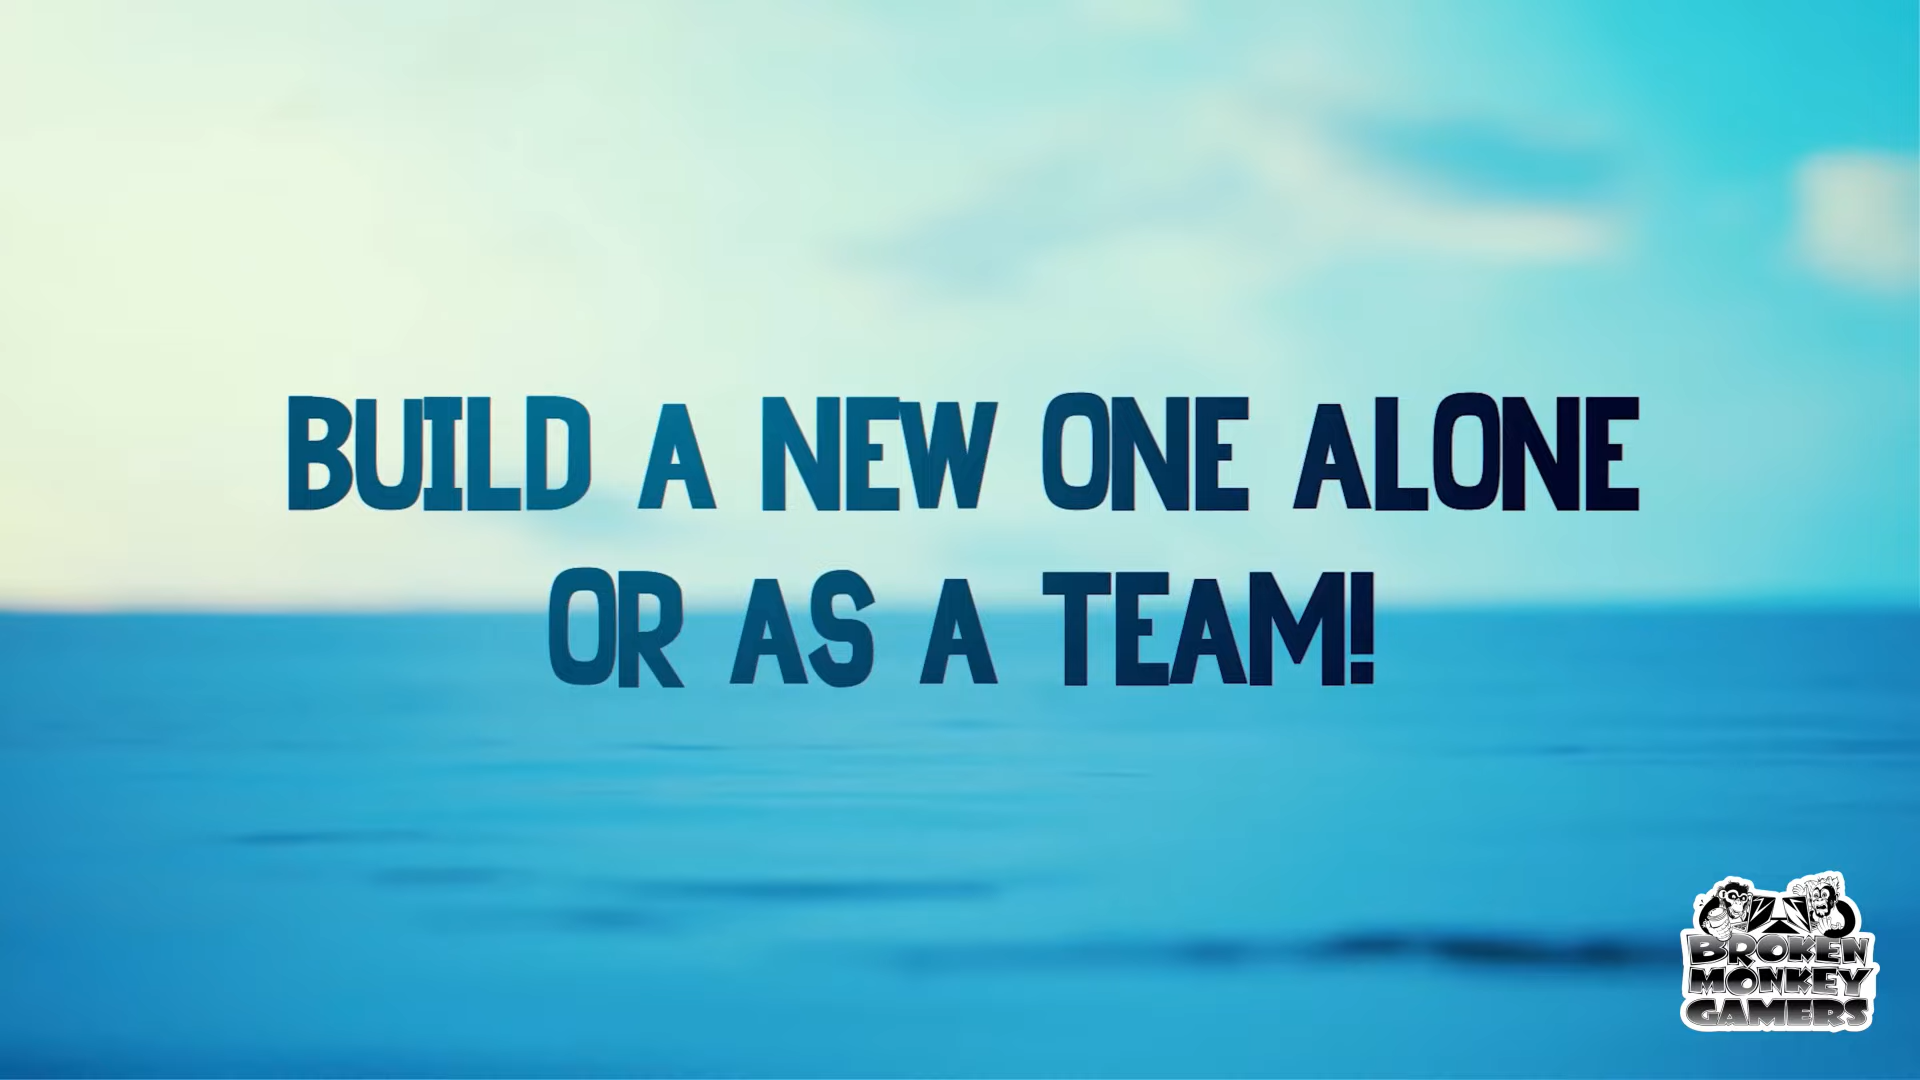 BUILD A NEW ONE ALONE
OR AS A TEAM!
BROKEN
MONKEY
GAMERS